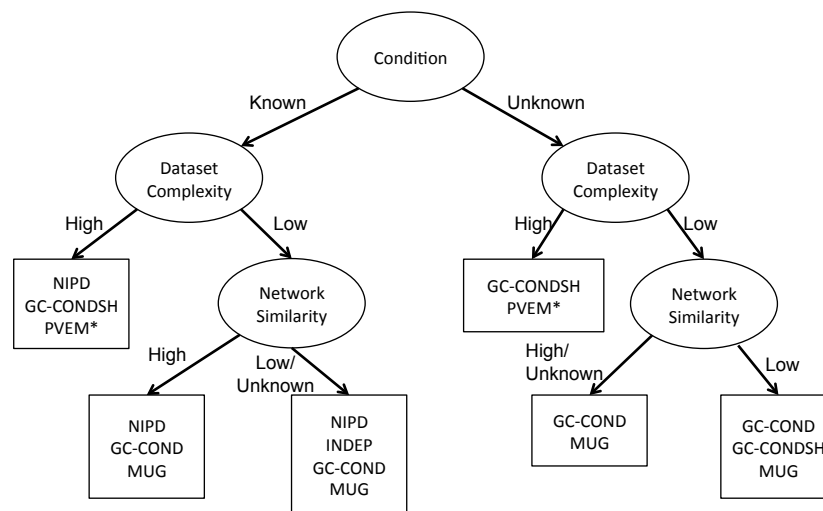 Condition
Known
Unknown
Dataset
Complexity
Dataset
Complexity
High
Low
High
Low
NIPD
GC-CONDSH
PVEM*
Network
Similarity
GC-CONDSH
PVEM*
Network
Similarity
High
Low/
Unknown
High/
Unknown
Low
NIPD
GC-COND
MUG
NIPD
INDEP
GC-COND
MUG
GC-COND
MUG
GC-COND
GC-CONDSH
MUG